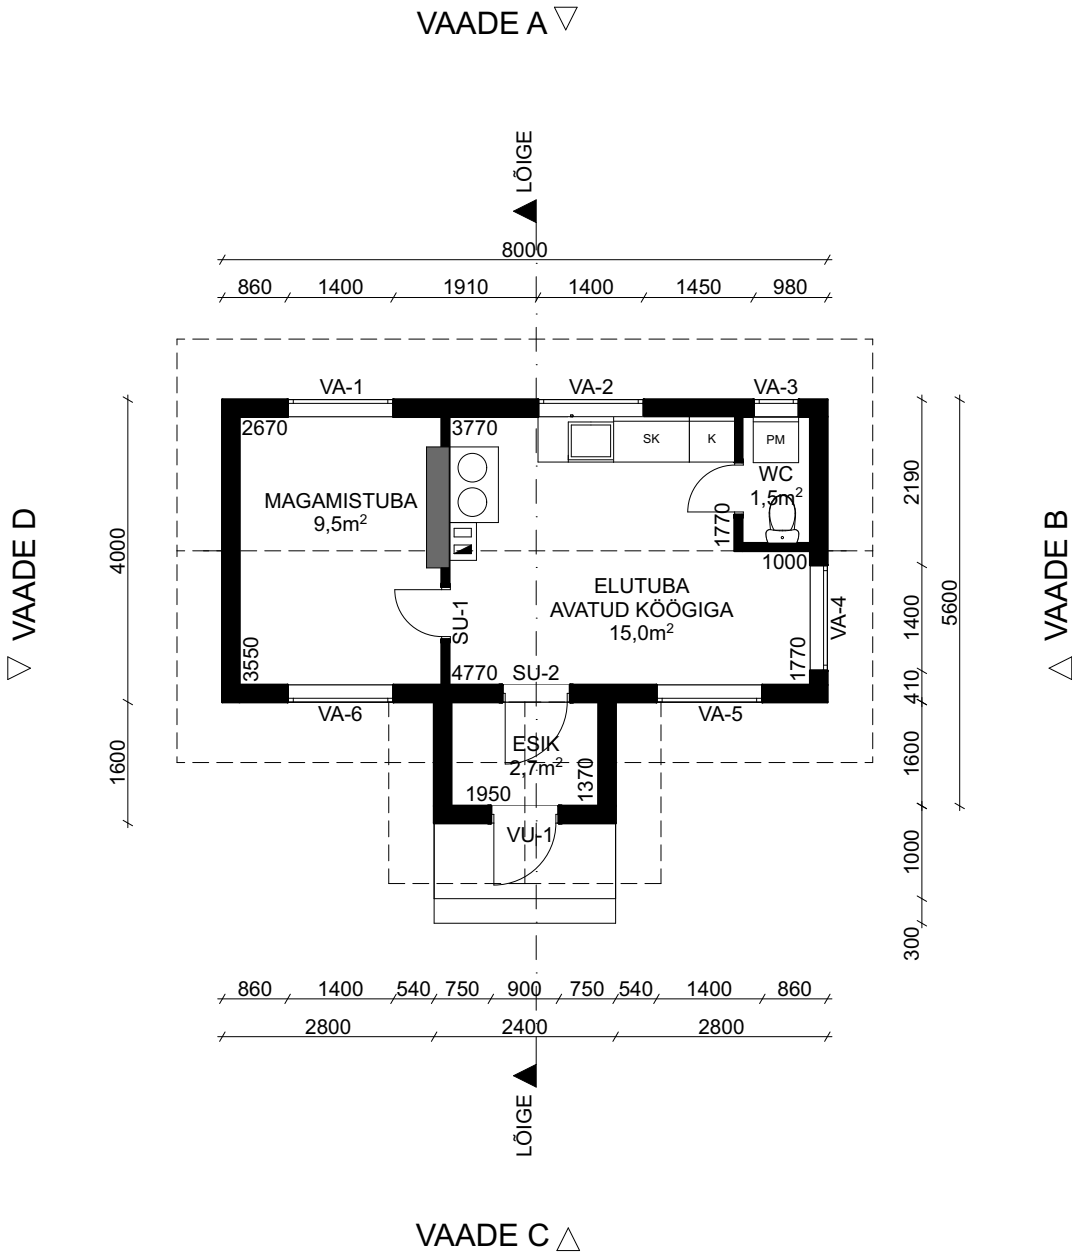 VAADE A
LÕIGE
8000
860 1400 1910 1400 1450 980
VA-1 VA-2 VA-3
2670 3770
SK K PM
MAGAMISTUBA
9,5m²
WC
1,5m²
1770
1000
ELUTUBA
AVATUD KÖÖGIGA
15,0m²
SU-1
VA-4
3550
4770
SU-2
1770
VA-6
VA-5
ESIK
2,7m²
1950
1370
VU-1
VAADE D
4000
1600
2190
1400
410
1600
1000
300
5600
VAADE B
860 1400 540 750 900 750 540 1400 860
2800 2400 2800
LÕIGE
VAADE C